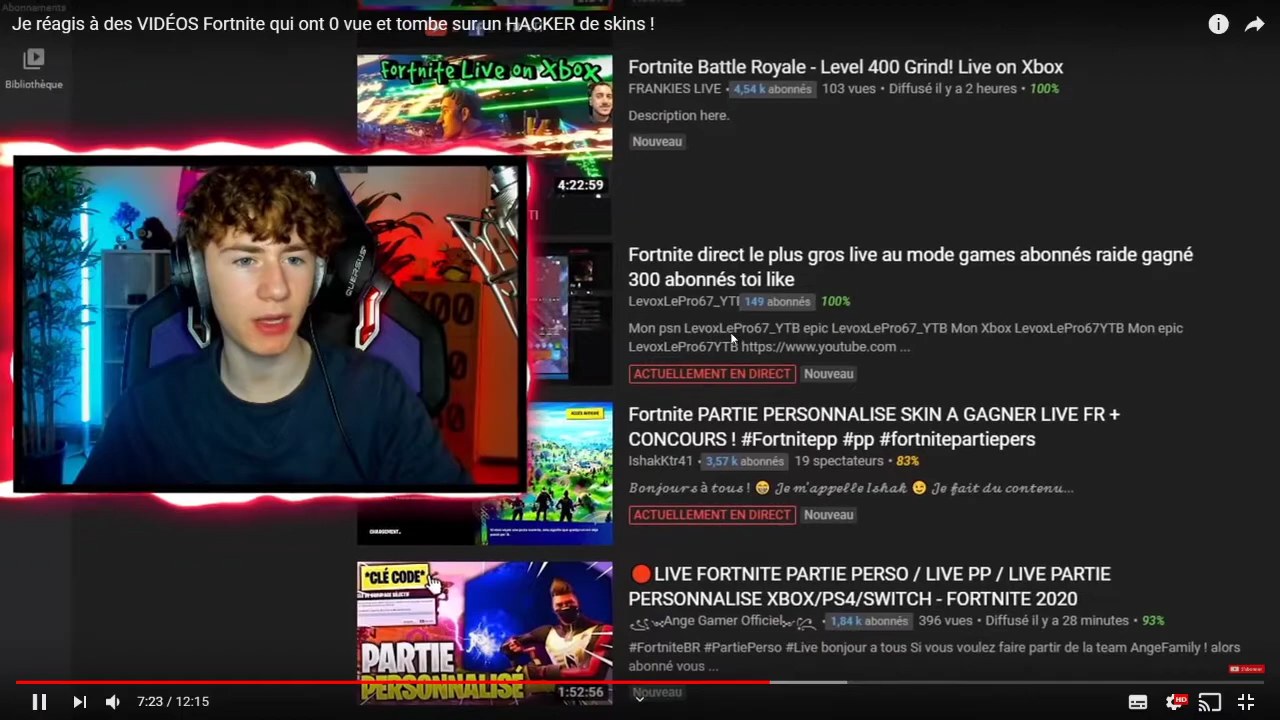 Abonnements
Je réagis à des VIDÉOS Fortnite qui ont 0 vue et tombe sur un HACKER de skins !
Bibliothèque
Fortnite Live on Xbox
4:22:59
Fortnite Battle Royale - Level 400 Grind! Live on Xbox
FRANKIES LIVE • 4,54 k abonnés 103 vues • Diffusé il y a 2 heures • 100%
Description here.
Nouveau
QUERSUS
Fortnite direct le plus gros live au mode games abonnés raide gagné
300 abonnés toi like
LevoxLePro67_YT 149 abonnés 100%
Mon psn LevoxLePro67_YTB epic LevoxLePro67_YTB Mon Xbox LevoxLePro67YTB Mon epic
LevoxLePro67YTB https://www.youtube.com ...
ACTUELLEMENT EN DIRECT Nouveau
Fortnite PARTIE PERSONNALISE SKIN A GAGNER LIVE FR +
CONCOURS ! #Fortnitepp #pp #fortnitepartiepers
IshakKtr41 • 3,57 k abonnés 19 spectateurs • 83%
Bonjours à tous ! 😁 Je m'appelle Ishak 😉 Je fait du contenu...
ACTUELLEMENT EN DIRECT Nouveau
CHARGEMENT..
*CLÉ CODE*
PARTIE
PERSONNALISÉ
1:52:56
🔴LIVE FORTNITE PARTIE PERSO / LIVE PP / LIVE PARTIE
PERSONNALISE XBOX/PS4/SWITCH - FORTNITE 2020
Ange Gamer Officiel • 1,84 k abonnés 396 vues • Diffusé il y a 28 minutes • 93%
#FortniteBR #PartiePerso #Live bonjour a tous Si vous voulez faire partir de la team AngeFamily ! alors
abonné vous ...
Nouveau
7:23 / 12:15
HD